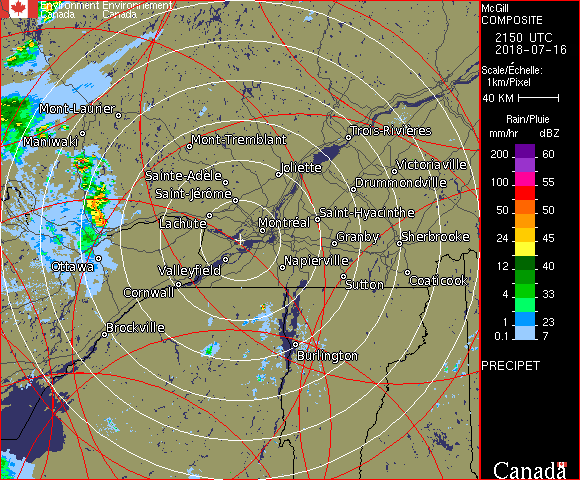 Environment Environnement
Canada Canada
McGill
COMPOSITE
2150 UTC
2018-07-16
Scale/Échelle:
1km/Pixel
40 KM
Rain/Pluie
mm/hr dBZ
200 60
100 55
50 50
24 45
12 40
4 33
1 23
0.1 7
PRECIPET
Canada
Mont-Laurier
Maniwaki
Mont-Tremblant
Trois-Rivières
Joliette
Victoriaville
Sainte-Adèle
Drummondville
Saint-Jérôme
Saint-Hyacinthe
Lachute
Montréal
Granby
Sherbrooke
Ottawa
Valleyfield
Napierville
Cornwall
Sutton
Coaticook
Brockville
Burlington